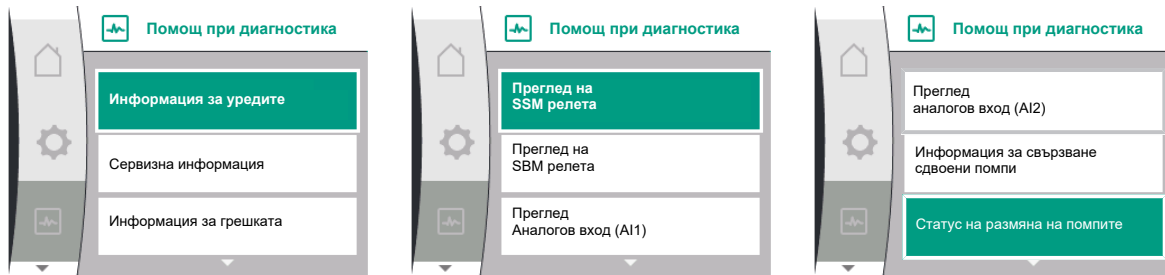 Помощ при диагностика
Информация за уредите
Сервизна информация
Информация за грешката
Помощ при диагностика
Преглед на
SSM релета
Преглед на
SBM релета
Преглед
Аналогов вход (AI1)
Помощ при диагностика
Преглед
аналогов вход (AI2)
Информация за свързване
сдвоени помпи
Статус на размяна на помпите